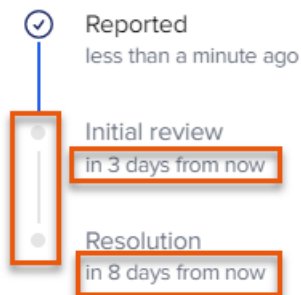 Reported
less than a minute ago
Initial review
in 3 days from now
Resolution
in 8 days from now